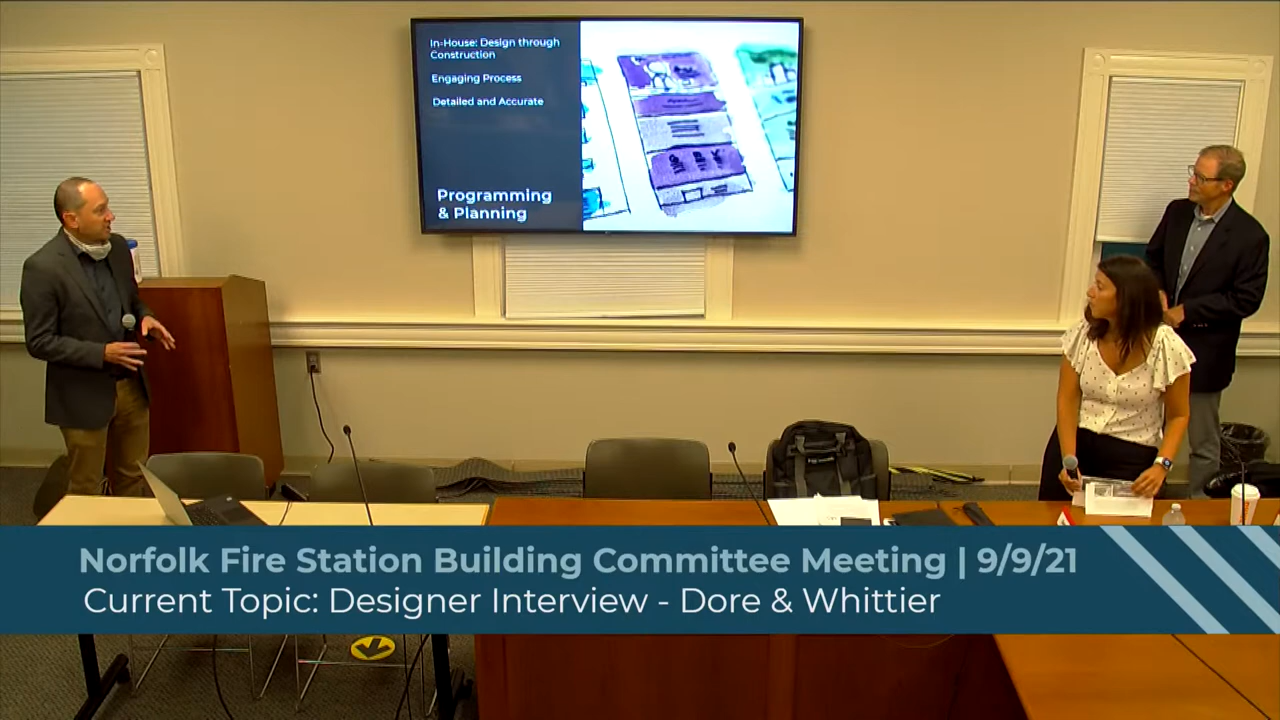 In-House: Design through
Construction
Engaging Process
Detailed and Accurate
Programming
& Planning
Norfolk Fire Station Building Committee Meeting | 9/9/21
Current Topic: Designer Interview - Dore & Whittier